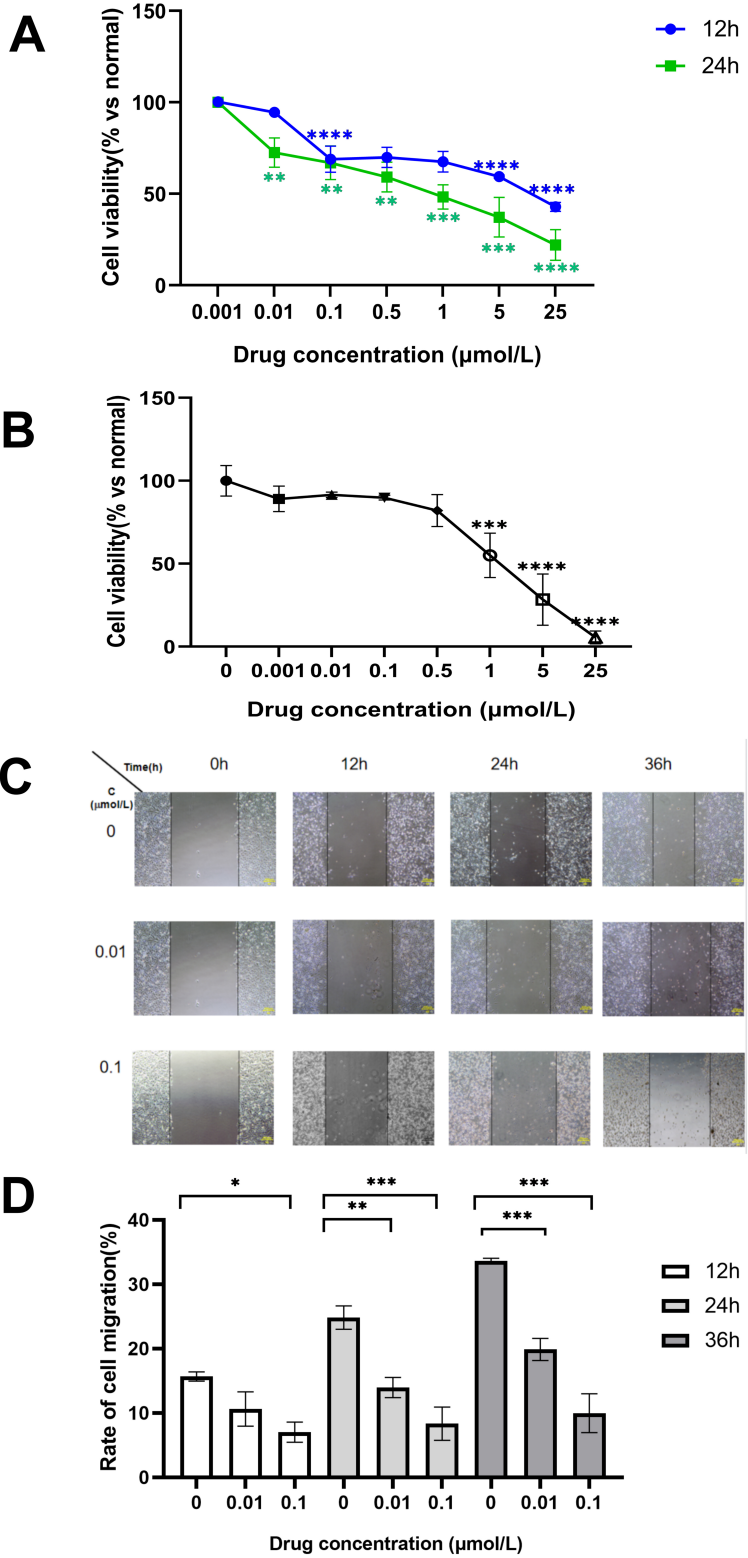 A
Cell viability(% vs normal)
150
100
50
0
****
****
****
**
**
**
***
***
****
0.001 0.01 0.1 0.5 1 5 25
Drug concentration (μmol/L)
12h
24h
B
Cell viability(% vs normal)
150
100
50
0
***
****
****
0 0.001 0.01 0.1 0.5 1 5 25
Drug concentration (μmol/L)
C
Time(h) 0h 12h 24h 36h
C
(μmol/L)
0
0.01
0.1
D
Rate of cell migration(%)
40
30
20
10
0
*
***
**
***
***
0 0.01 0.1 0 0.01 0.1 0 0.01 0.1
Drug concentration (μmol/L)
12h
24h
36h